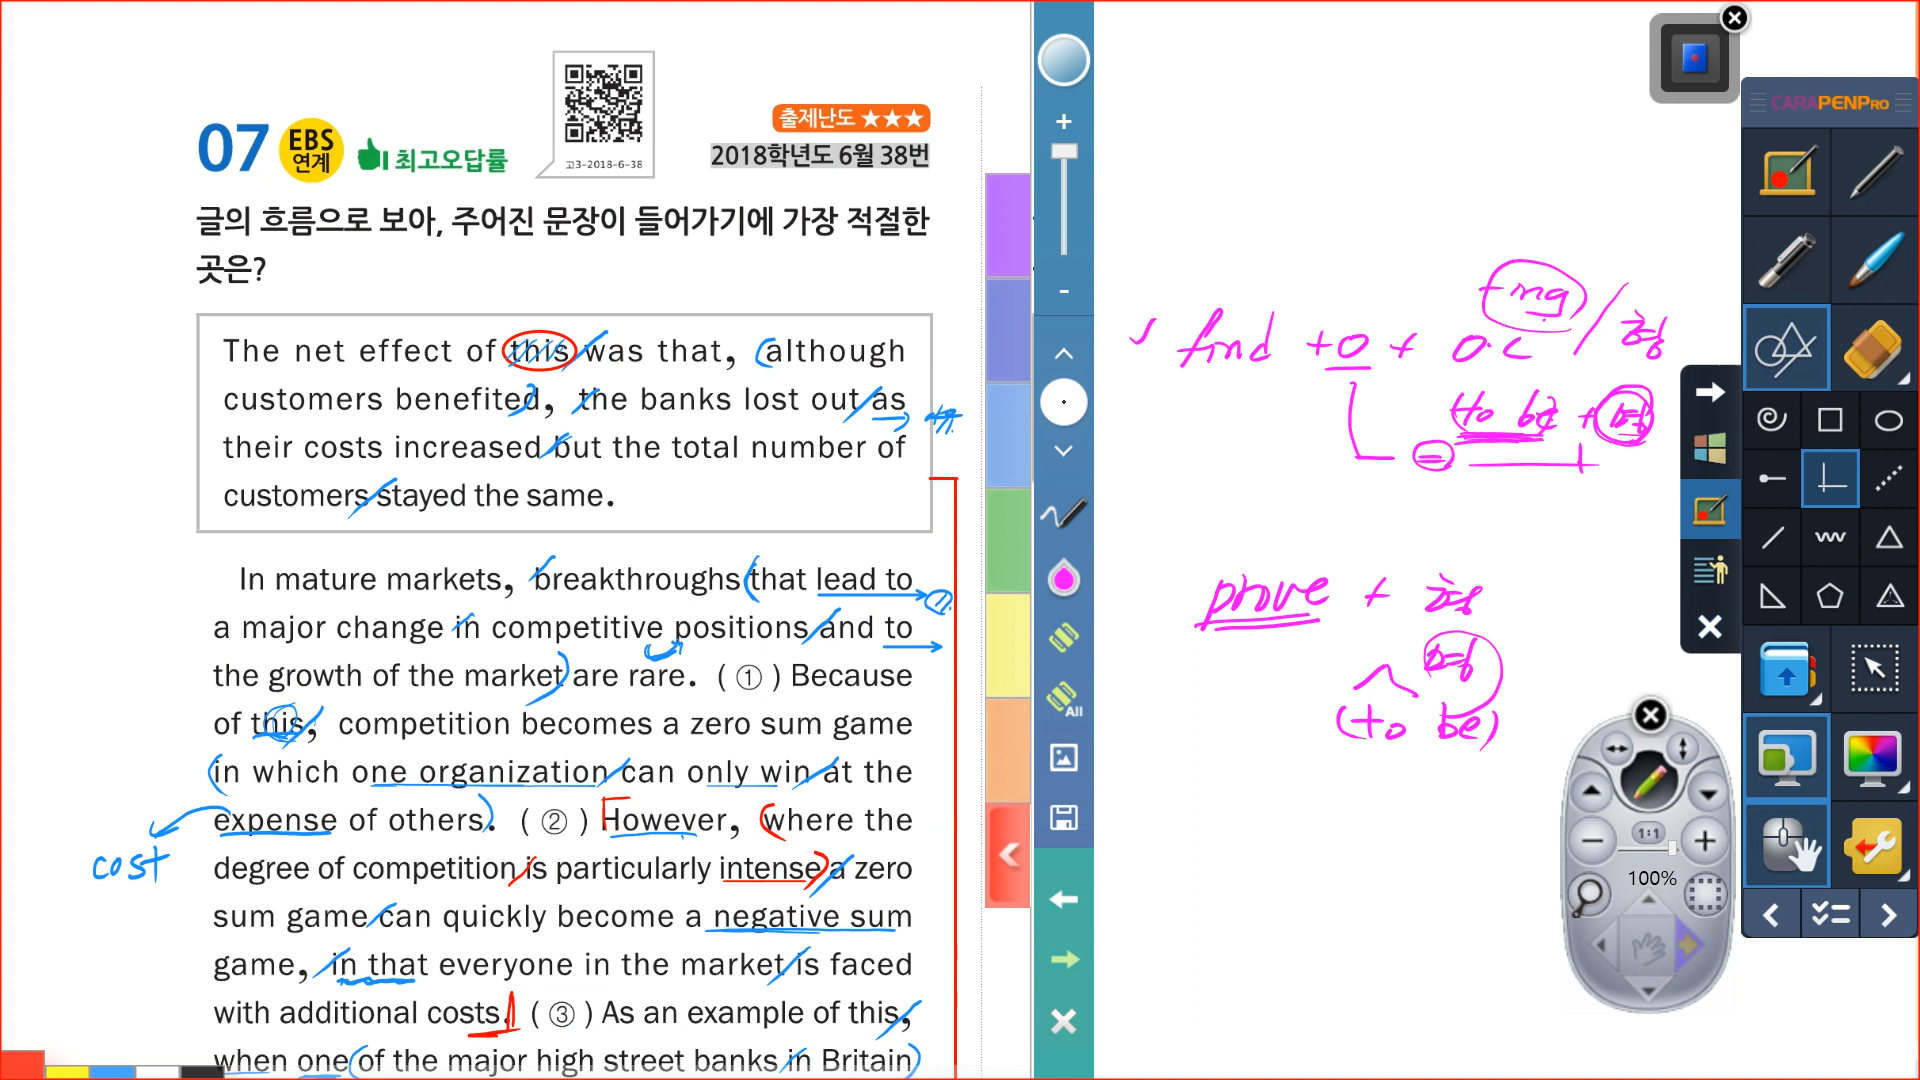 07 EBS 연계 최고오답률
고3-2018-6-38
출제난도 ★★★
2018학년도 6월 38번
글의 흐름으로 보아, 주어진 문장이 들어가기에 가장 적절한
곳은?
The net effect of this was that, although
customers benefited, the banks lost out as
their costs increased but the total number of
customers stayed the same.
In mature markets, breakthroughs that lead to
a major change in competitive positions and to
the growth of the market are rare. ( ① ) Because
of this, competition becomes a zero sum game
in which one organization can only win at the
expense of others. ( ② ) However, where the
degree of competition is particularly intense a zero
sum game can quickly become a negative sum
game, in that everyone in the market is faced
with additional costs. ( ③ ) As an example of this,
when one of the major high street banks in Britain
cost
find + O + O.C / 형
to be +
=
prove + 형
(to be)
All
CARAPENPRO
1:1
100%